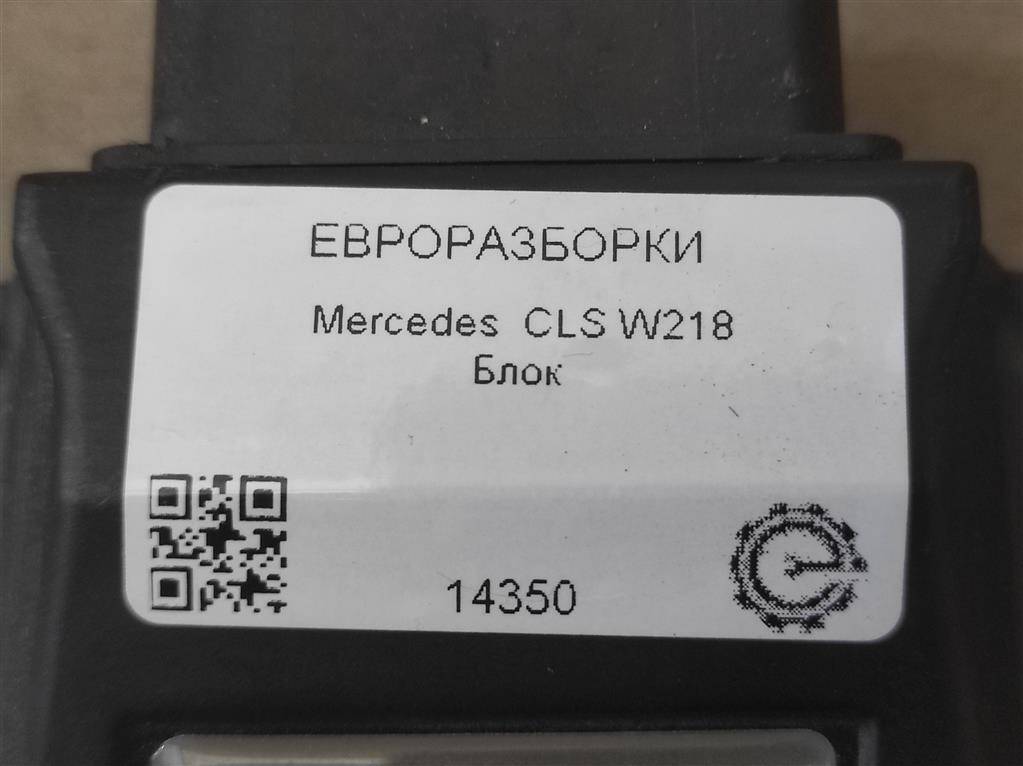 ЕВРОРАЗБОРКИ
Mercedes CLS W218
Блок
14350